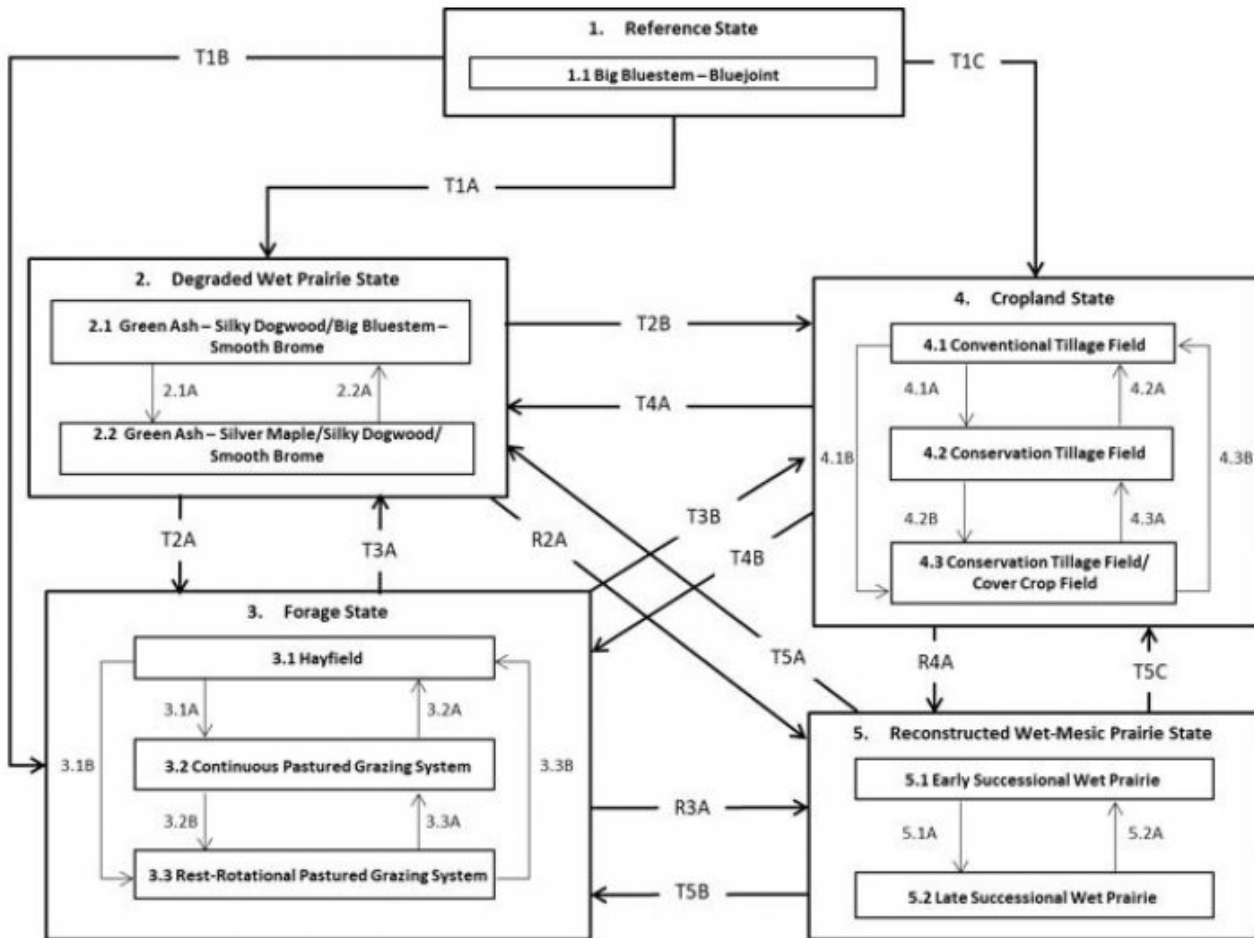 1. Reference State
T1B
T1C
1.1 Big Bluestem – Bluejoint
T1A
2. Degraded Wet Prairie State
4. Cropland State
2.1 Green Ash – Silky Dogwood/Big Bluestem –
Smooth Brome
T2B
4.1 Conventional Tillage Field
2.1A
2.2A
4.1A
4.2A
T4A
2.2 Green Ash – Silver Maple/Silky Dogwood/
Smooth Brome
4.1B
4.2 Conservation Tillage Field
4.3B
T3B
4.2B
4.3A
T2A
T3A
R2A
T4B
4.3 Conservation Tillage Field/
Cover Crop Field
3. Forage State
3.1 Hayfield
T5A
R4A
T5C
3.1A
3.2A
5. Reconstructed Wet-Mesic Prairie State
3.1B
3.2 Continuous Pastured Grazing System
3.3B
5.1 Early Successional Wet Prairie
R3A
3.2B
3.3A
5.1A
5.2A
3.3 Rest-Rotational Pastured Grazing System
T5B
5.2 Late Successional Wet Prairie